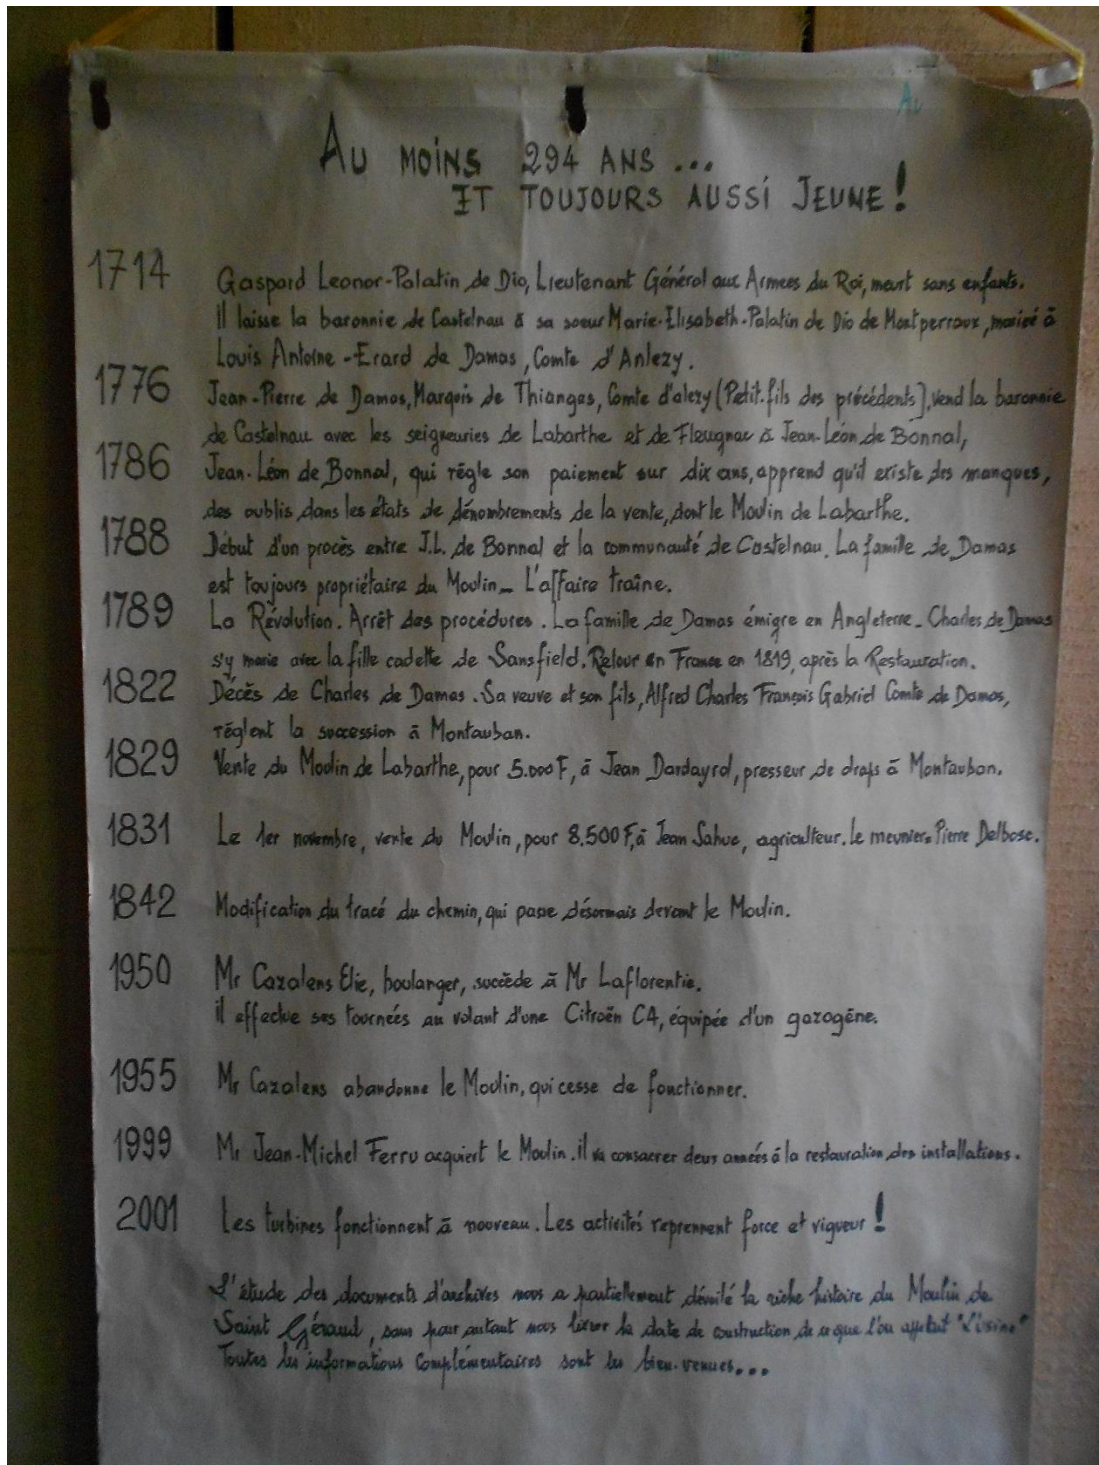 Au moins 294 ans...
Et toujours aussi jeune!
1714 Gaspard Leonor-Palatin de Dio, Lieutenant Général aux Armées du Roi, meurt sans enfants.
Il laisse la baronnie de Castelnau à sa soeur Marie-Elisabeth-Palatin de Dio de Montperroux, mariée à
Louis Antoine-Erard de Damas, Comte d'Anlezy.
1776 Jean-Pierre de Damas, Marquis de Thianges, Comte d'alezy (Petit-fils des précédents), vend la baronnie
de Castelnau avec les seigneuries de Labarthe et de Fleugnac à Jean-Léon de Bonnal,
1786 Jean-Léon de Bonnal, qui règle son paiement sur dix ans, apprend qu'il existe des manques,
des oublis dans les états de dénombrements de la vente, dont le Moulin de Labarthe.
1788 Début d'un procès entre J.L. de Bonnal et la communauté de Castelnau. La famille de Damas
est toujours propriétaire du Moulin_ L'affaire traîne.
1789 La Révolution. Arrêt des procédures. La famille de Damas émigre en Angleterre. Charles de Damas
s'y marie avec la fille cadette de Sansfield. Retour en France en 1819, après la Restauration.
1822 Décès de Charles de Damas. Sa veuve et son fils, Alfred Charles François Gabriel Comte de Damas,
règlent la succession à Montauban.
1829 Vente du Moulin de Labarthe, pour 5.000 F, à Jean Dardayrol, presseur de draps à Montauban.
1831 Le 1er novembre, vente du Moulin, pour 8.500 F, à Jean Sahuc, agriculteur. Le meunier= Pierre Delbosc.
1842 Modification du tracé du chemin, qui passe désormais devant le Moulin.
1950 Mr Cazalens Elie, boulanger, succède à Mr Laflorentie.
Il effectue ses tournées au volant d'une Citroën C4, équipée d'un gazogène.
1955 Mr Cazalens abandonne le Moulin, qui cesse de fonctionner.
1999 Mr Jean-Michel Ferru acquiert le Moulin. Il va consacrer deux années à la restauration des installations.
2001 Les turbines fonctionnent à nouveau. Les activités reprennent force et vigueur!
L'étude des documents d'archives nous a partiellement dévoilé la riche histoire du Moulin de
Saint Géraud, sans pour autant nous livrer la date de construction de ce que l'on appelait "L'usine"
Toutes les informations complémentaires sont les bien-venues...